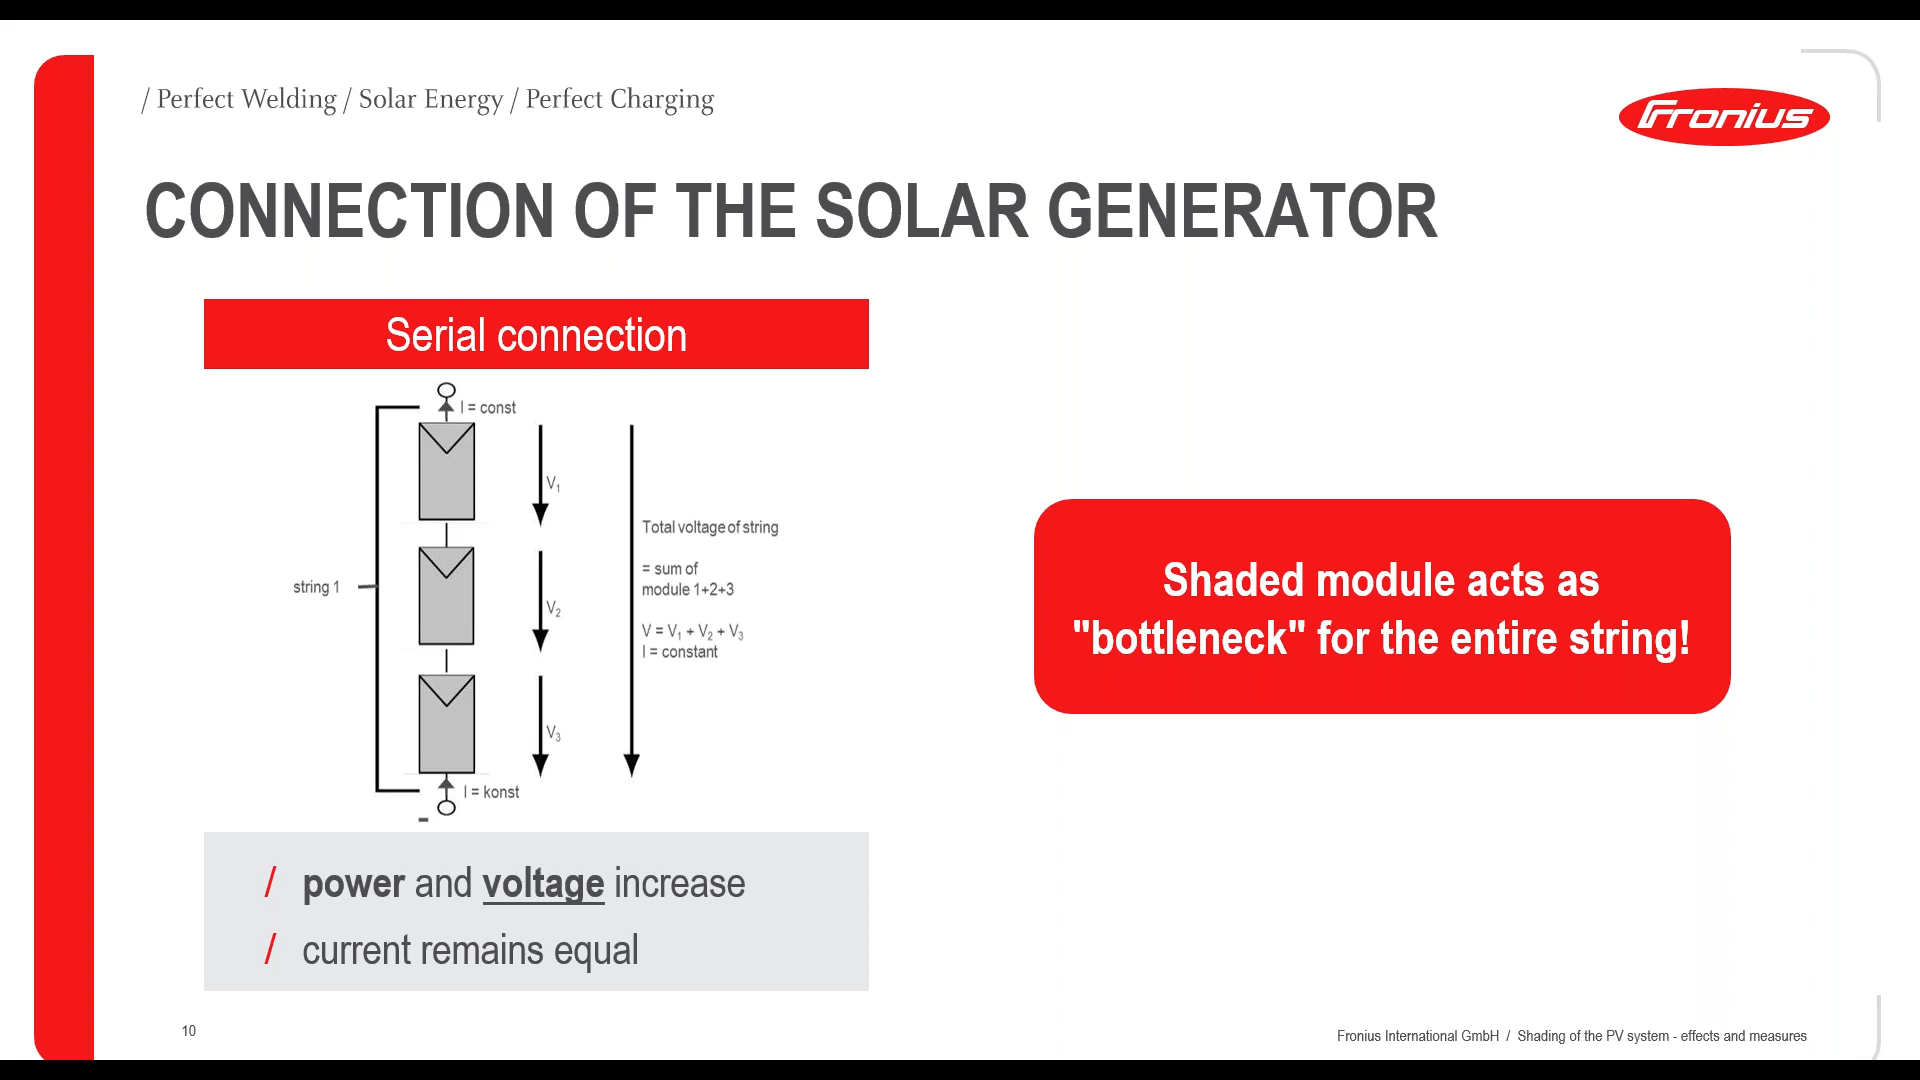 / Perfect Welding / Solar Energy / Perfect Charging
Fronius
CONNECTION OF THE SOLAR GENERATOR
Serial connection
I = const
V1
Total voltage of string
= sum of
module 1+2+3
string 1
V2
V = V1 + V2 + V3
I = constant
V3
I = konst
-
Shaded module acts as
"bottleneck" for the entire string!
/ power and voltage increase
/ current remains equal
10
Fronius International GmbH / Shading of the PV system - effects and measures